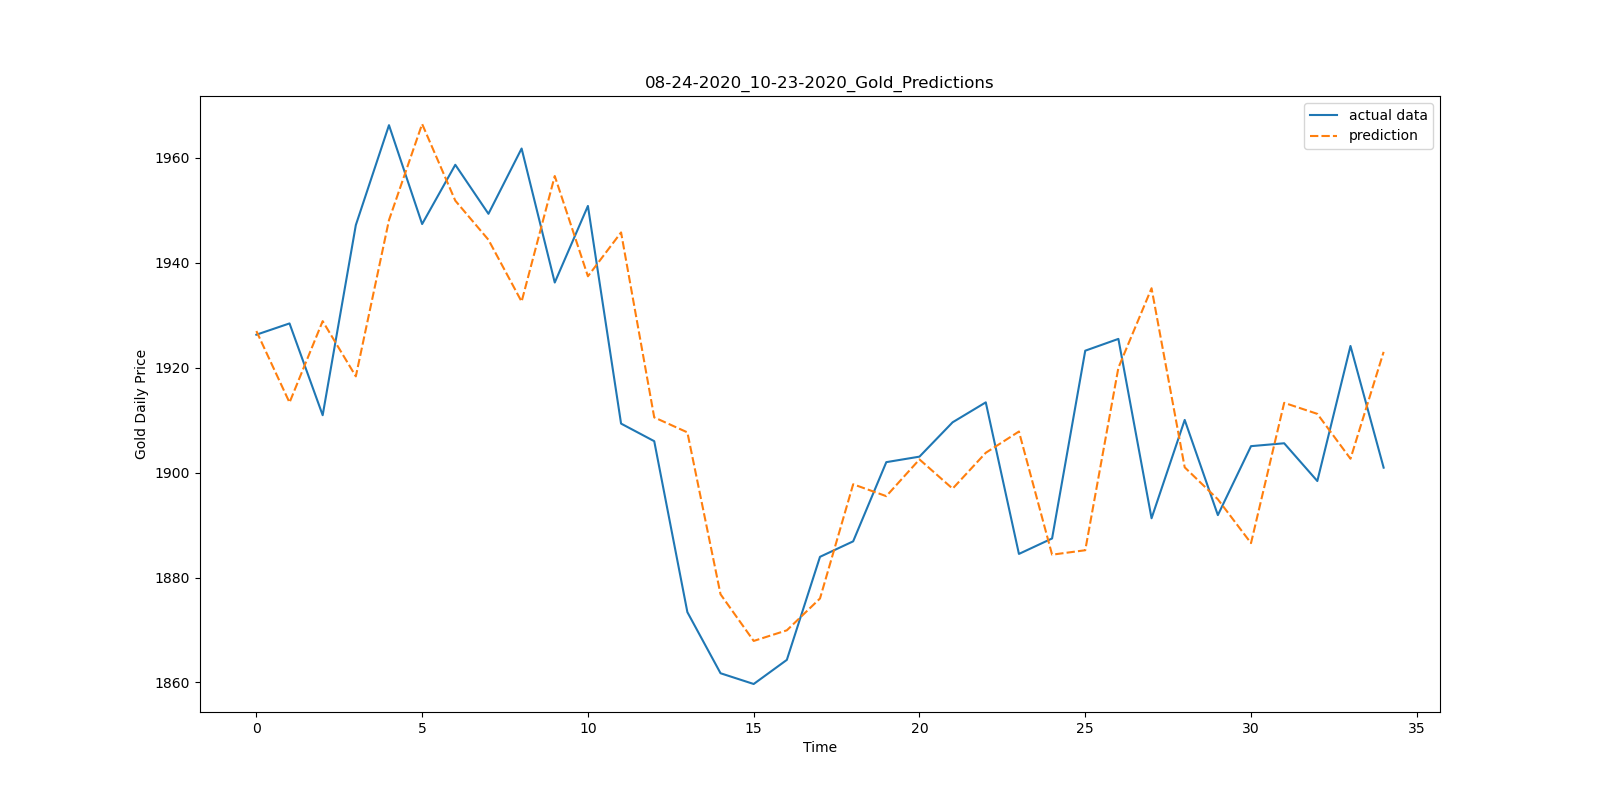 08-24-2020_10-23-2020_Gold_Predictions
actual data
prediction
1960
1940
1920
1900
1880
1860
Gold Daily Price
0 5 10 15 20 25 30 35
Time